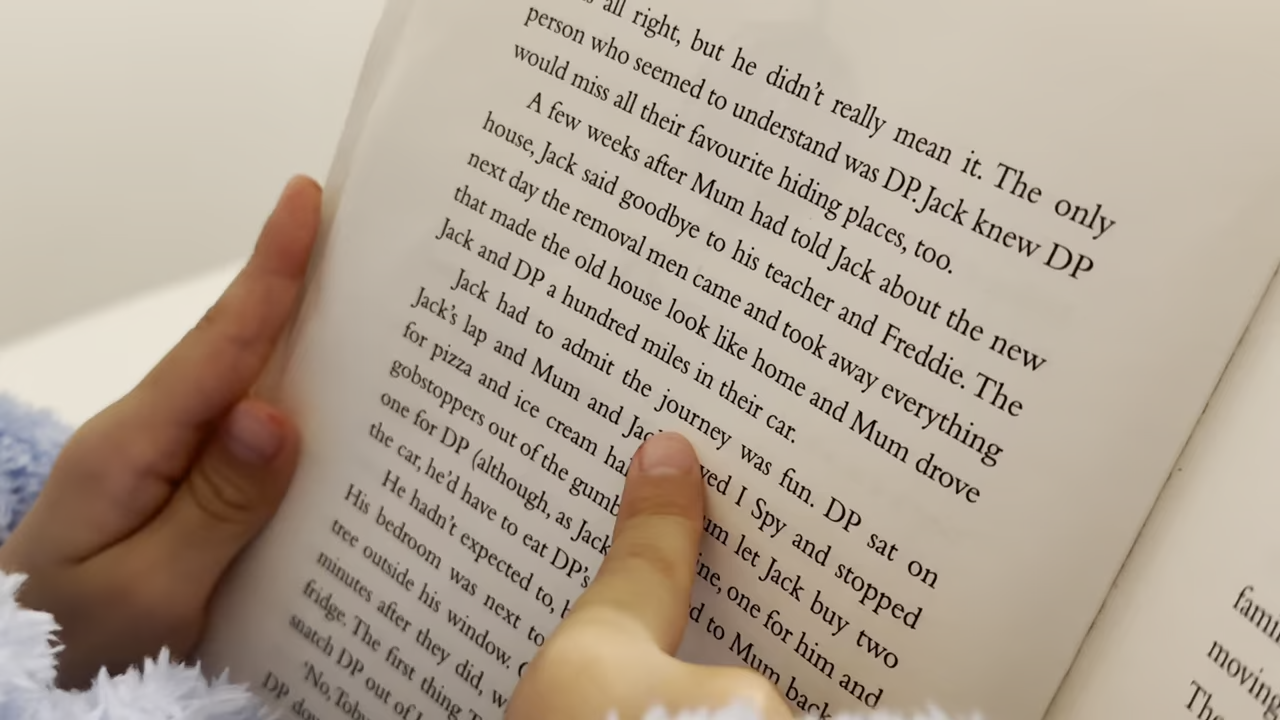 all right, but he didn't really mean it. The only
person who seemed to understand was DP. Jack knew DP
would miss all their favourite hiding places, too.
A few weeks after Mum had told Jack about the new
house, Jack said goodbye to his teacher and Freddie. The
next day the removal men came and took away everything
that made the old house look like home and Mum drove
Jack and DP a hundred miles in their car.
Jack had to admit the journey was fun. DP sat on
Jack's lap and Mum and Jack I Spy and stopped
for pizza and ice cream let Jack buy two
gobstoppers out of the one for him and
one for DP (although, as Jack to Mum back
the car, he'd have to eat DP's
He hadn't expected to,
His bedroom was next to
tree outside his window.
minutes after they did,
fridge. The first thing
snatch DP out of
'No, Toby
DP
moving
The